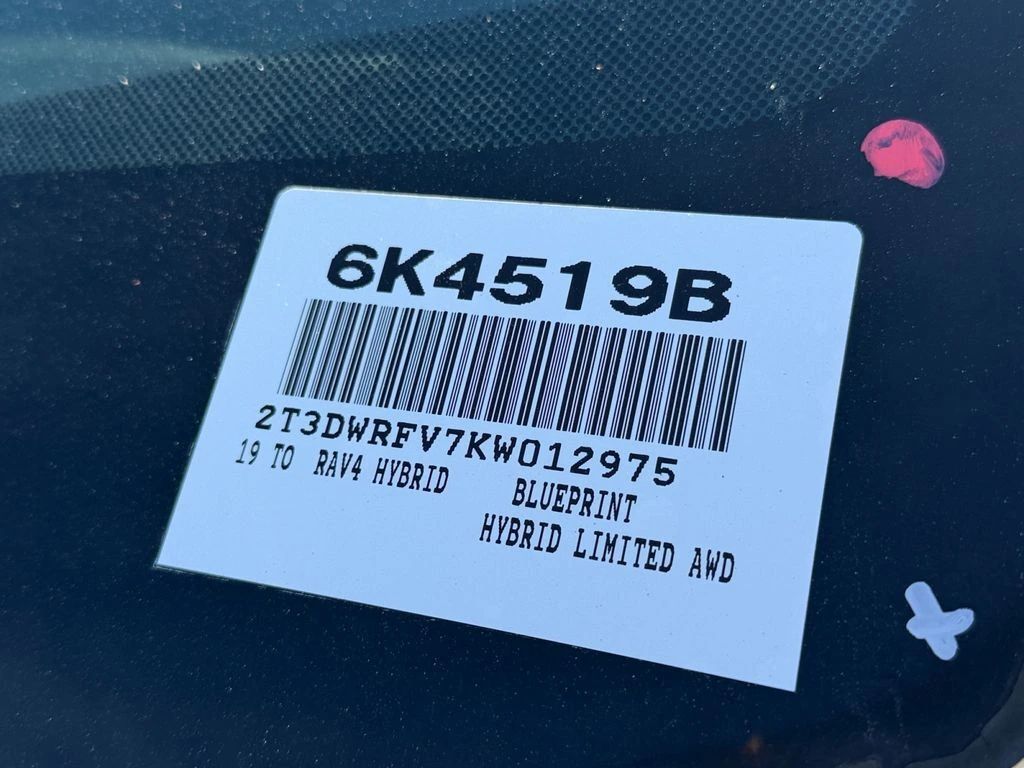 6K4519B
2T3DWRFV7KW012975
19 TO RAV4 HYBRID BLUEPRINT
HYBRID LIMITED AWD